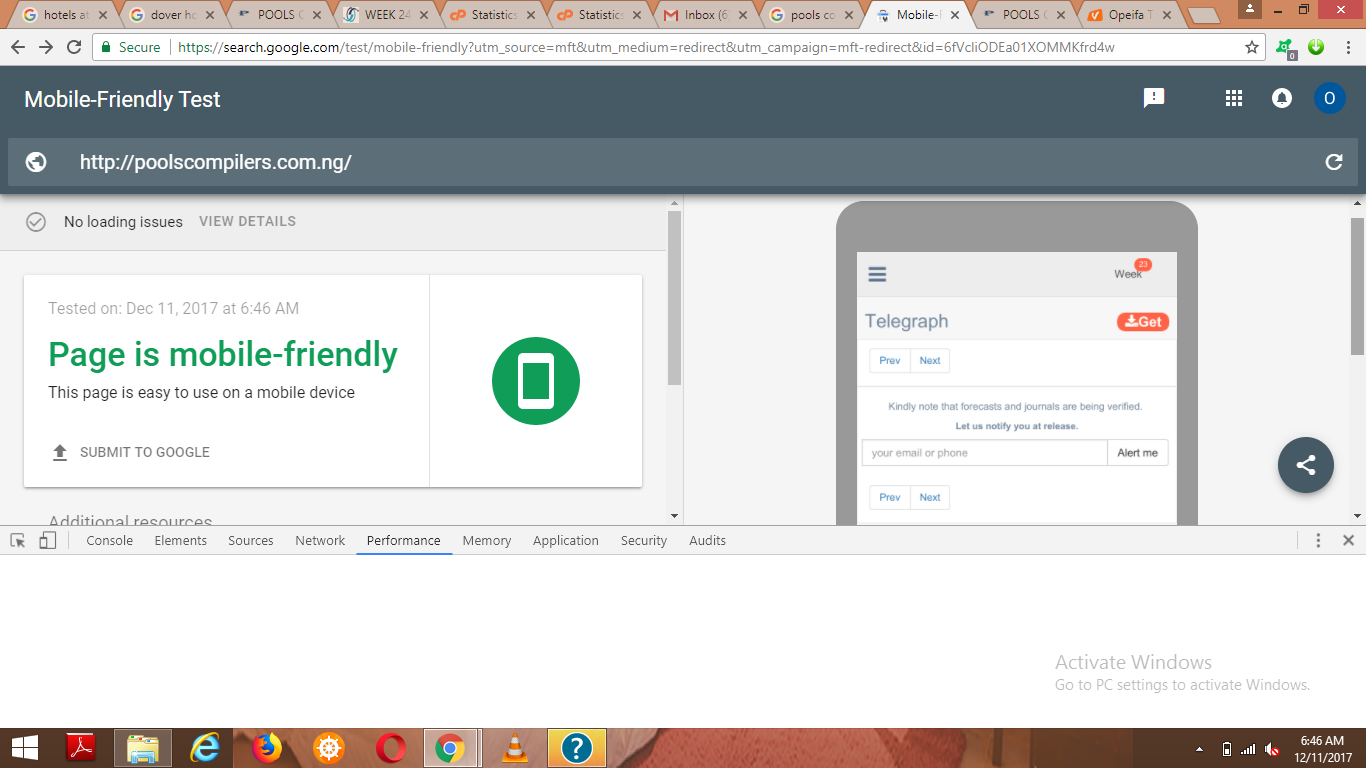 hotels at
dover ho
POOLS C
WEEK 24
Statistics
Statistics
Inbox (6)
pools co
Mobile-F
POOLS C
Opeifa T
Secure
https://search.google.com/test/mobile-friendly?utm_source=mft&utm_medium=redirect&utm_campaign=mft-redirect&id=6fVcliODEa01XOMMKfrd4w
0
Mobile-Friendly Test
O
http://poolscompilers.com.ng/
No loading issues VIEW DETAILS
Tested on: Dec 11, 2017 at 6:46 AM
Page is mobile-friendly
This page is easy to use on a mobile device
SUBMIT TO GOOGLE
Additional resources
23
Week
Telegraph
Get
Prev Next
Kindly note that forecasts and journals are being verified.
Let us notify you at release.
your email or phone Alert me
Prev Next
Console Elements Sources Network Performance Memory Application Security Audits
Activate Windows
Go to PC settings to activate Windows.
6:46 AM
12/11/2017